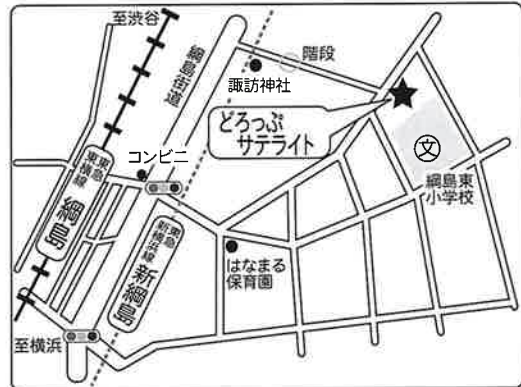 至渋谷
綱島街道
階段
諏訪神社
どろっぷ
サテライト
コンビニ
東急
東横線
綱島
文
綱島東
小学校
東急
新横浜線
新綱島
はなまる
保育園
至横浜